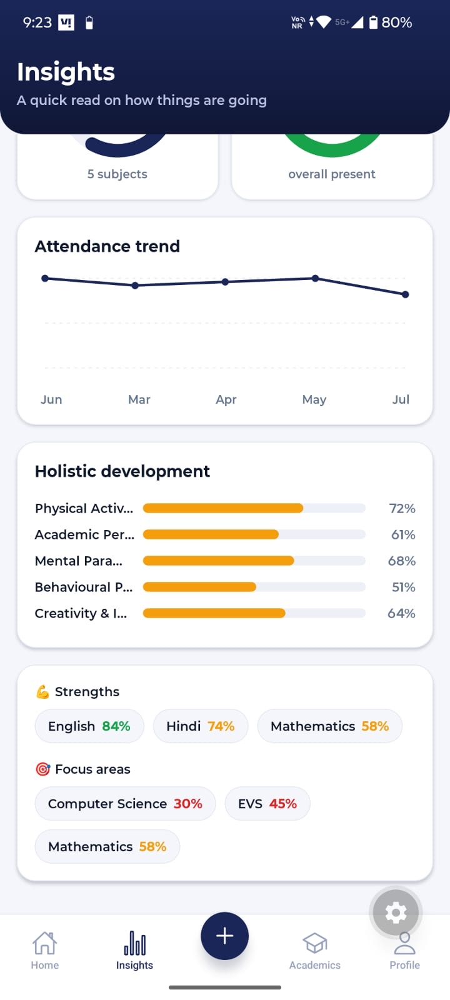 9:23
Vo))
NR
5G+
80%
Insights
A quick read on how things are going
5 subjects
overall present
Attendance trend
Jun Mar Apr May Jul
Holistic development
Physical Activ... 72%
Academic Per... 61%
Mental Para... 68%
Behavioural P... 51%
Creativity & I... 64%
💪 Strengths
English 84% Hindi 74% Mathematics 58%
🎯 Focus areas
Computer Science 30% EVS 45%
Mathematics 58%
Home Insights Academics Profile